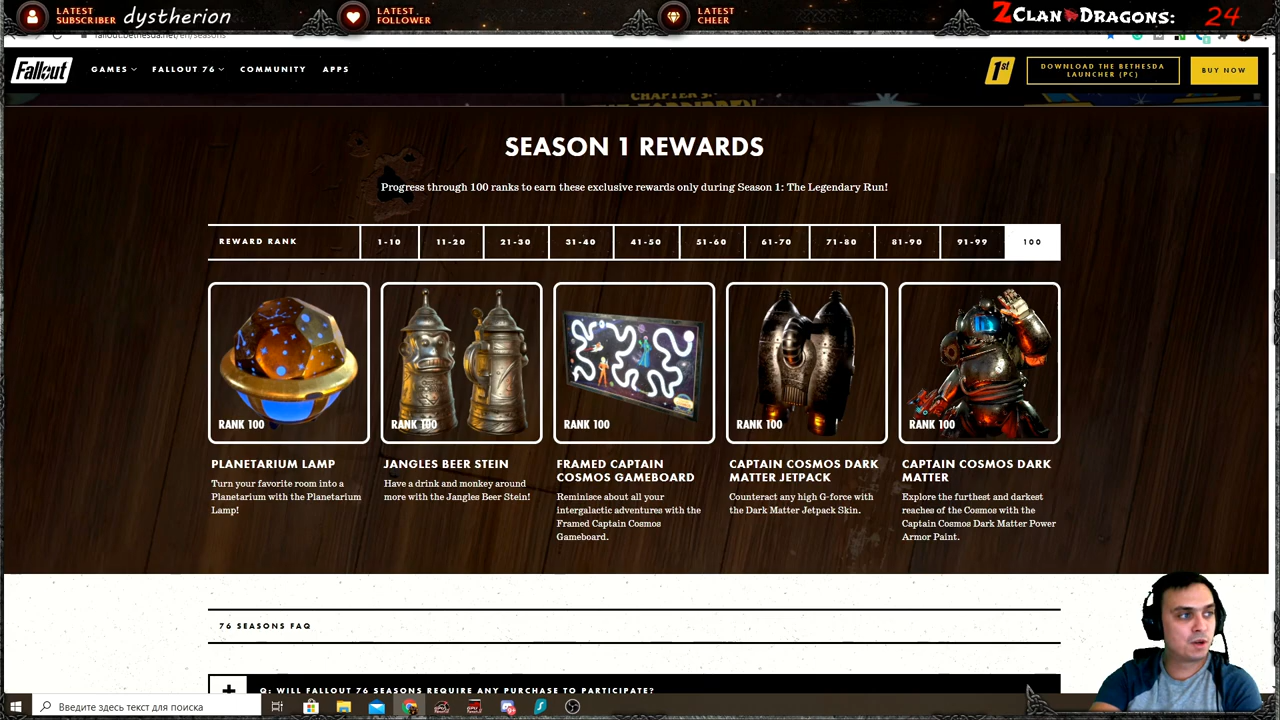 LATEST
SUBSCRIBER
dystherion
LATEST
FOLLOWER
LATEST
CHEER
ZCLAN DRAGONS:
24
fallout.bethesda.net/en/seasons
Fallout
GAMES
FALLOUT 76
COMMUNITY
APPS
1st
DOWNLOAD THE BETHESDA
LAUNCHER (PC)
BUY NOW
SEASON 1 REWARDS
Progress through 100 ranks to earn these exclusive rewards only during Season 1: The Legendary Run!
REWARD RANK
1-10
11-20
21-30
31-40
41-50
51-60
61-70
71-80
81-90
91-99
100
RANK 100
RANK 100
RANK 100
RANK 100
RANK 100
PLANETARIUM LAMP
Turn your favorite room into a
Planetarium with the Planetarium
Lamp!
JANGLES BEER STEIN
Have a drink and monkey around
more with the Jangles Beer Stein!
FRAMED CAPTAIN
COSMOS GAMEBOARD
Reminisce about all your
intergalactic adventures with the
Framed Captain Cosmos
Gameboard.
CAPTAIN COSMOS DARK
MATTER JETPACK
Counteract any high G-force with
the Dark Matter Jetpack Skin.
CAPTAIN COSMOS DARK
MATTER
Explore the furthest and darkest
reaches of the Cosmos with the
Captain Cosmos Dark Matter Power
Armor Paint.
76 SEASONS FAQ
Q: WILL FALLOUT 76 SEASONS REQUIRE ANY PURCHASE TO PARTICIPATE?
Введите здесь текст для поиска